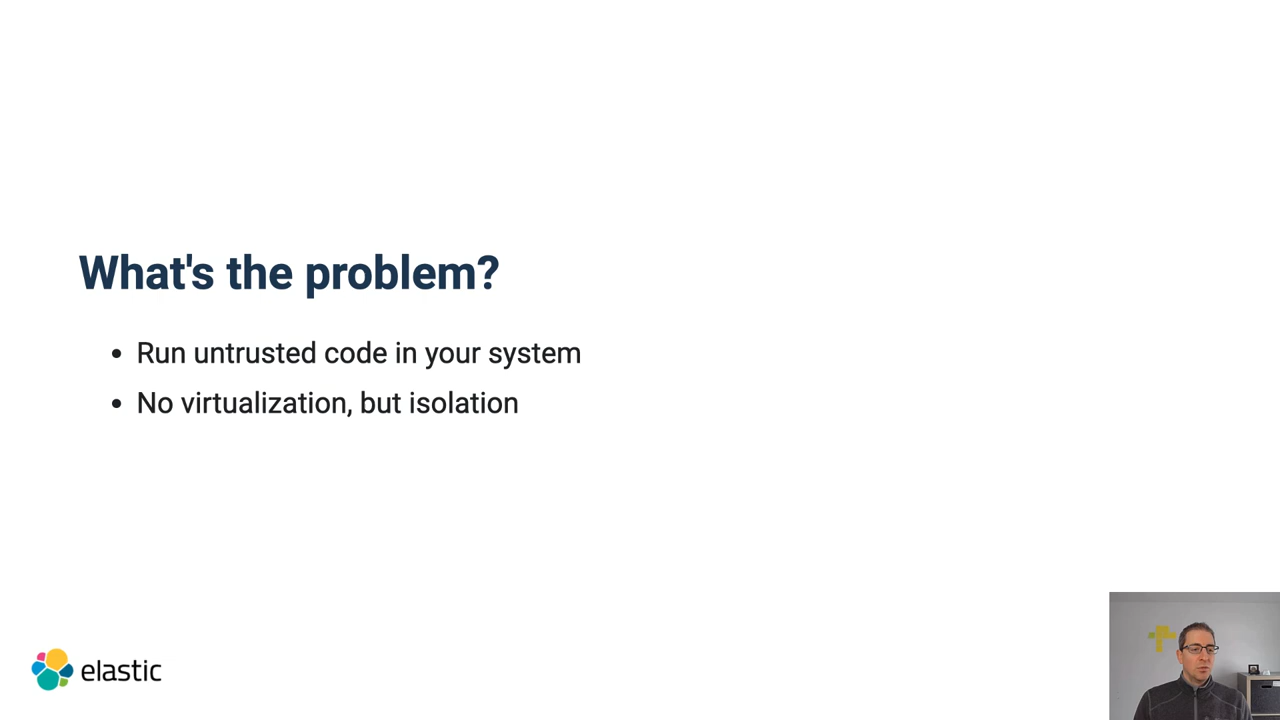 What's the problem?
Run untrusted code in your system
No virtualization, but isolation
elastic